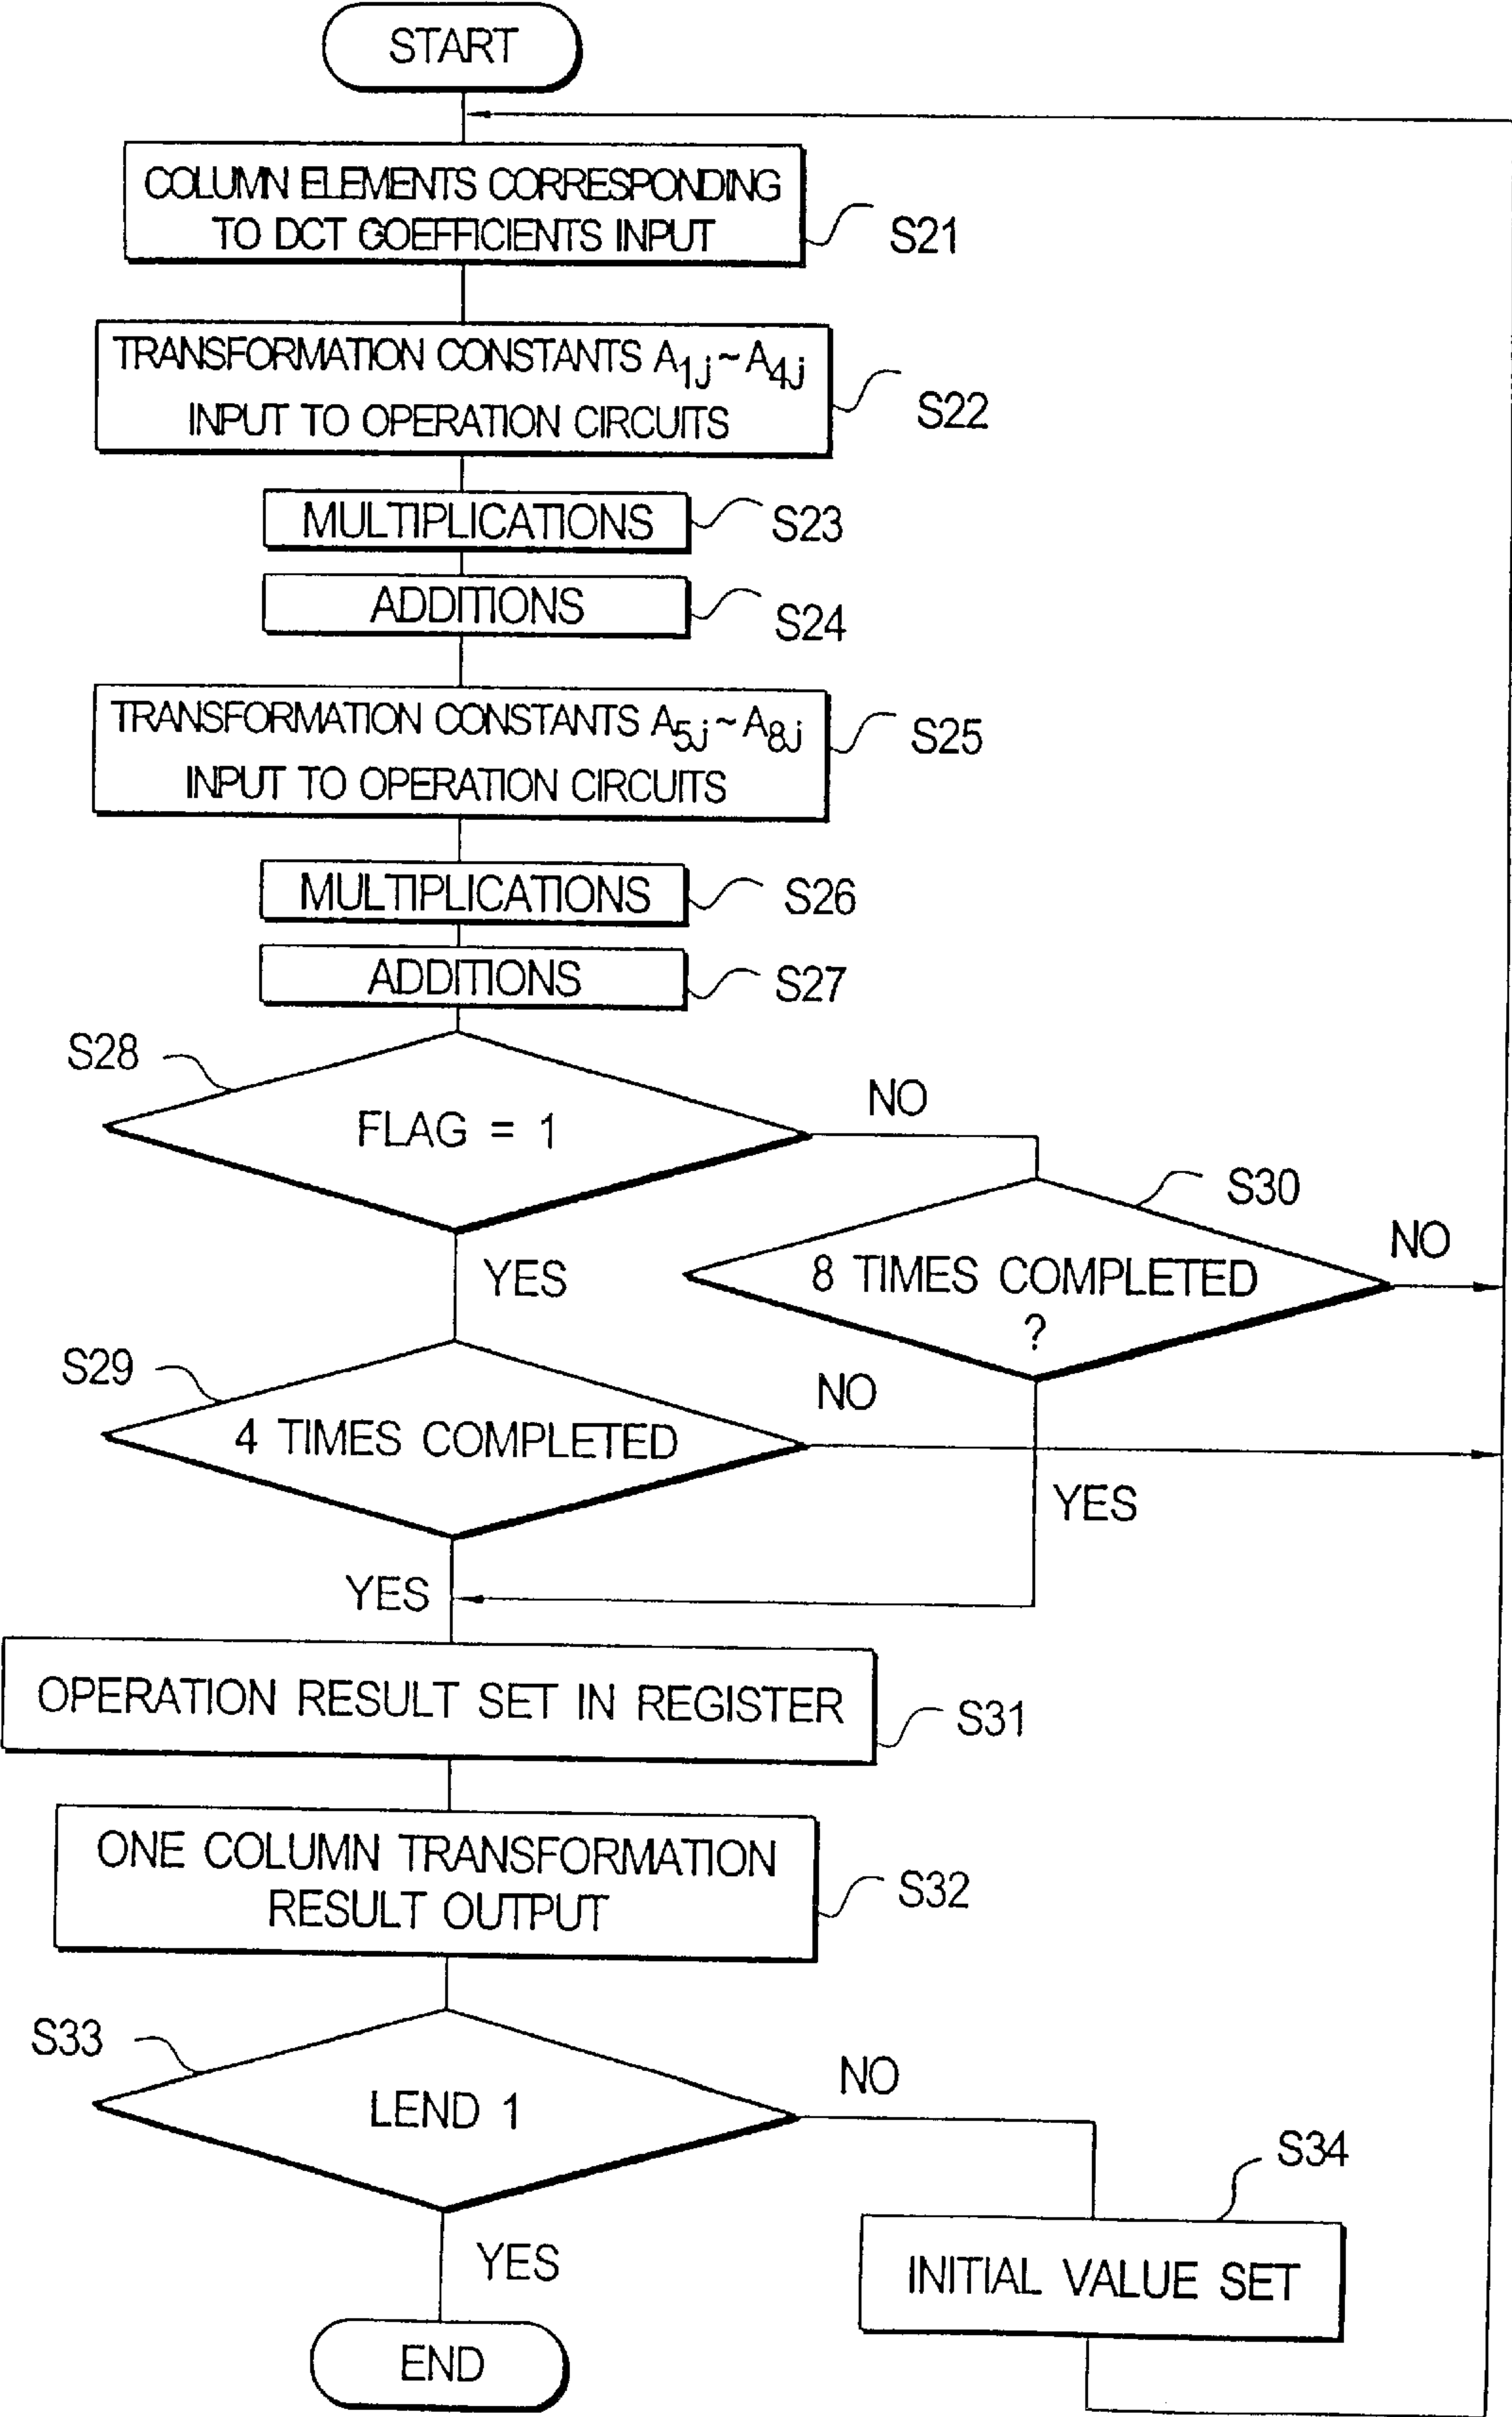 START
COLUMN ELEMENTS CORRESPONDING
TO DCT COEFFICIENTS INPUT
S21
TRANSFORMATION CONSTANTS A1j~A4j
INPUT TO OPERATION CIRCUITS
S22
MULTIPLICATIONS
S23
ADDITIONS
S24
TRANSFORMATION CONSTANTS A5j~A8j
INPUT TO OPERATION CIRCUITS
S25
MULTIPLICATIONS
S26
ADDITIONS
S27
S28
FLAG = 1
NO
YES
S30
8 TIMES COMPLETED
?
NO
YES
S29
4 TIMES COMPLETED
NO
YES
OPERATION RESULT SET IN REGISTER
S31
ONE COLUMN TRANSFORMATION
RESULT OUTPUT
S32
S33
LEND 1
NO
YES
S34
INITIAL VALUE SET
END